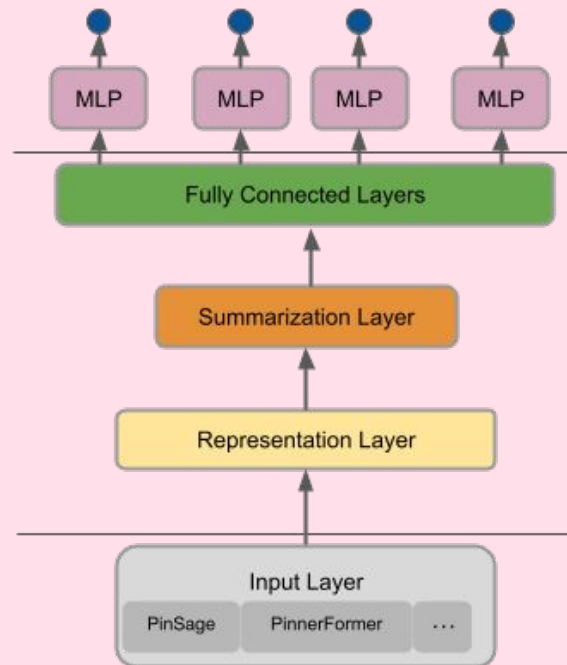 MLP MLP MLP MLP
Fully Connected Layers
Summarization Layer
Representation Layer
Input Layer
PinSage PinnerFormer ...